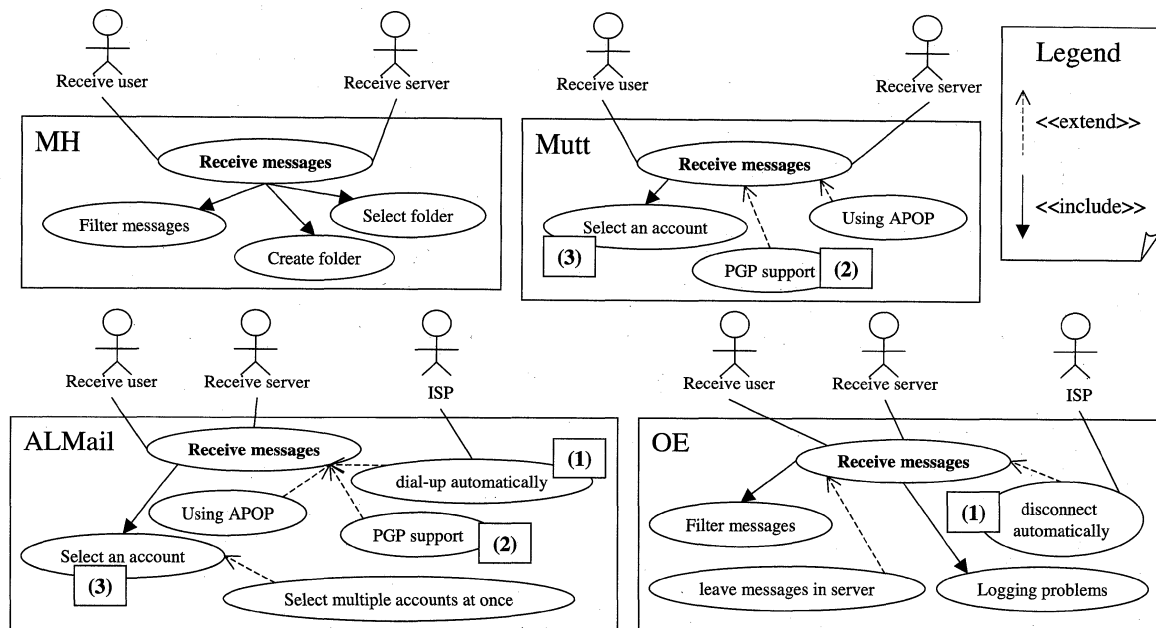 Receive user
Receive server
MH
Receive messages
Filter messages
Select folder
Create folder
Receive user
Receive server
Mutt
Receive messages
Select an account
(3)
Using APOP
PGP support
(2)
Legend
<<extend>>
<<include>>
Receive user
Receive server
ISP
ALMail
Receive messages
(1)
dial-up automatically
Using APOP
PGP support
(2)
Select an account
(3)
Select multiple accounts at once
Receive user
Receive server
ISP
OE
Receive messages
(1)
disconnect
automatically
Filter messages
leave messages in server
Logging problems